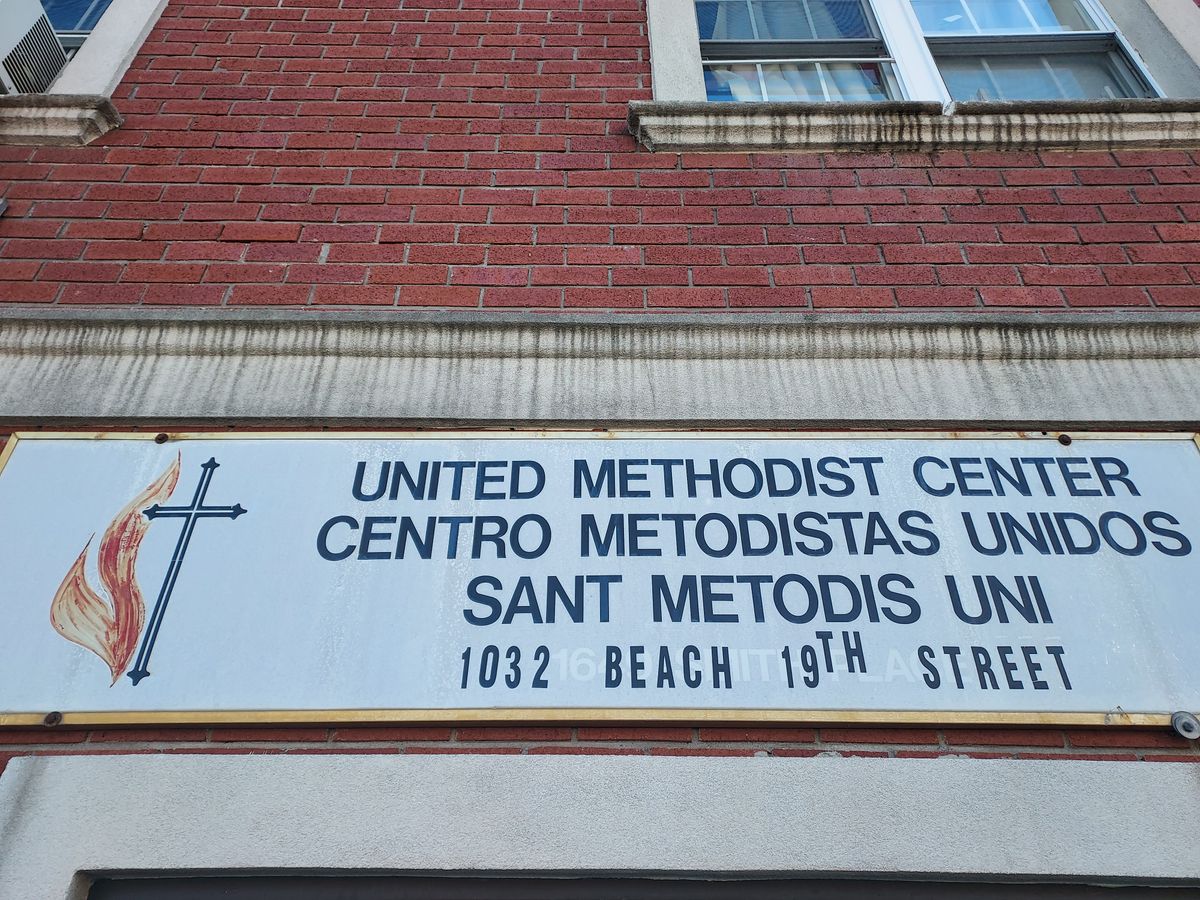 UNITED METHODIST CENTER
CENTRO METODISTAS UNIDOS
SANT METODIS UNI
1032 BEACH 19TH STREET